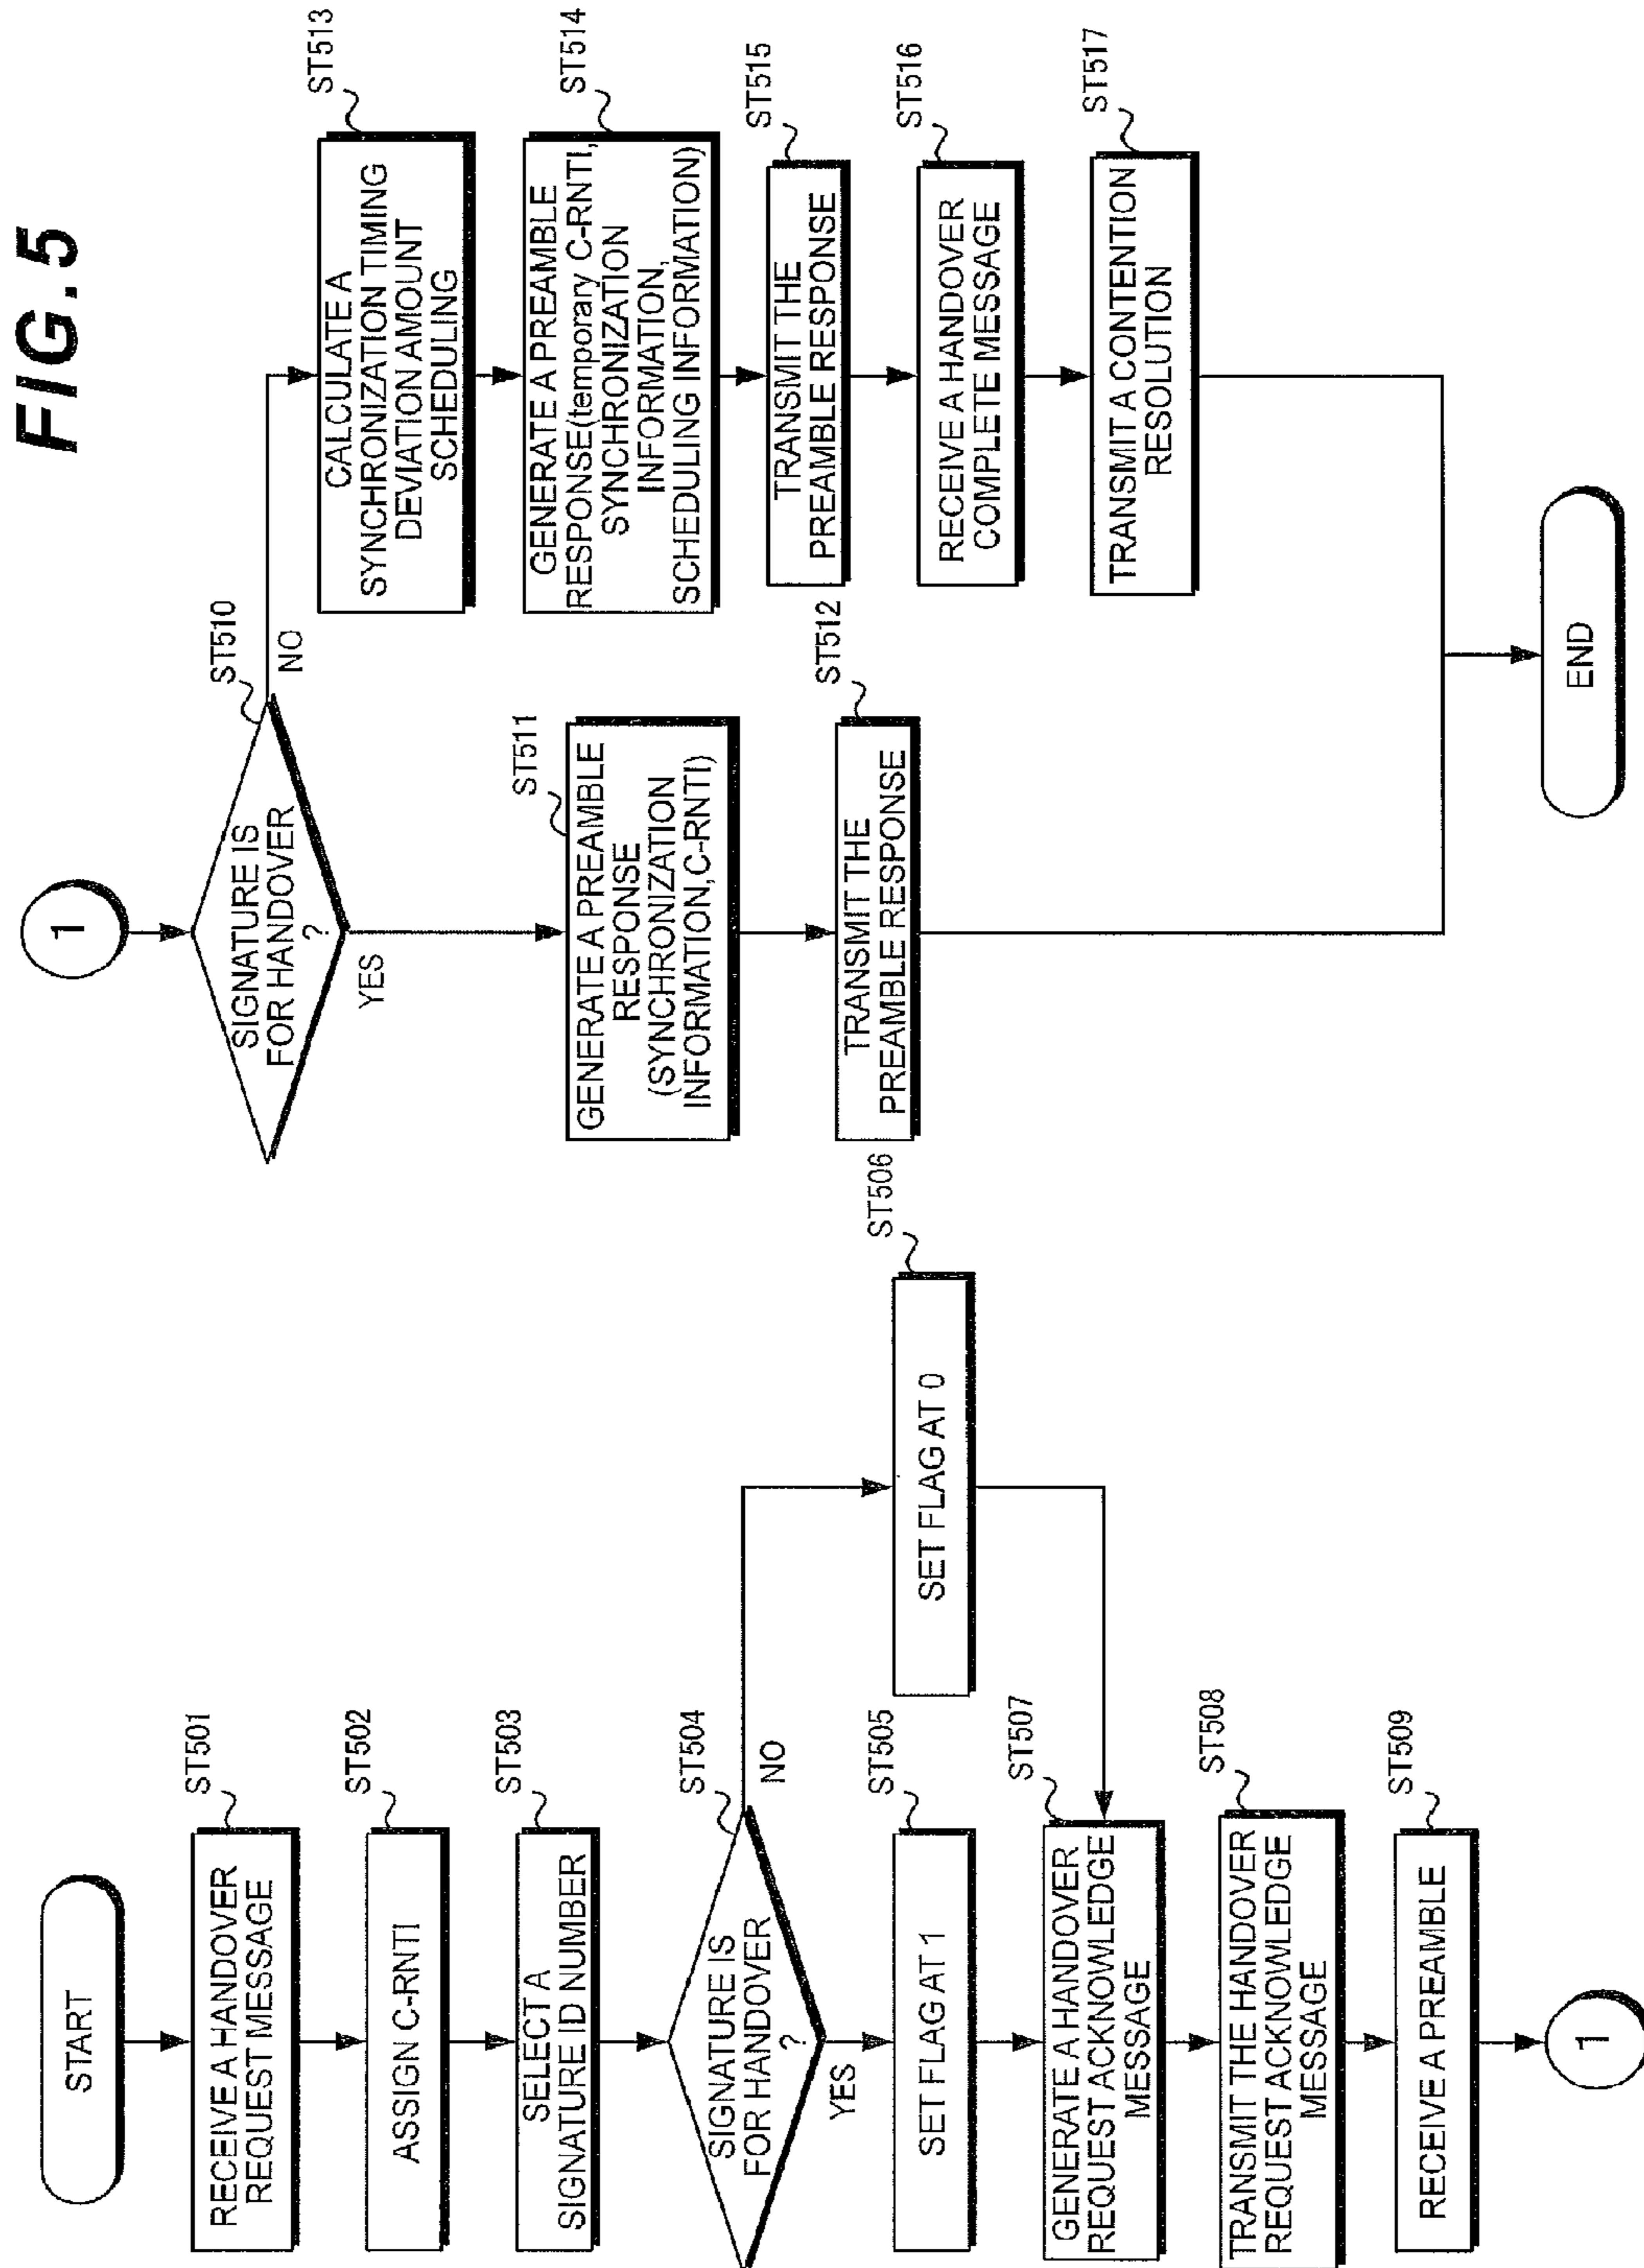 FIG.5
START
RECEIVE A HANDOVER
REQUEST MESSAGE
ST501
ASSIGN C-RNTI
ST502
SELECT A
SIGNATURE ID NUMBER
ST503
SIGNATURE IS
FOR HANDOVER
?
ST504
YES
NO
SET FLAG AT 1
ST505
SET FLAG AT 0
ST506
GENERATE A HANDOVER
REQUEST ACKNOWLEDGE
MESSAGE
ST507
TRANSMIT THE HANDOVER
REQUEST ACKNOWLEDGE
MESSAGE
ST508
RECEIVE A PREAMBLE
ST509
1
1
SIGNATURE IS
FOR HANDOVER
?
ST510
YES
NO
GENERATE A PREAMBLE
RESPONSE
(SYNCHRONIZATION
INFORMATION,C-RNTI)
ST511
TRANSMIT THE
PREAMBLE RESPONSE
ST512
CALCULATE A
SYNCHRONIZATION TIMING
DEVIATION AMOUNT
SCHEDULING
ST513
GENERATE A PREAMBLE
RESPONSE(temporary C-RNTI,
SYNCHRONIZATION
INFORMATION,
SCHEDULING INFORMATION)
ST514
TRANSMIT THE
PREAMBLE RESPONSE
ST515
RECEIVE A HANDOVER
COMPLETE MESSAGE
ST516
TRANSMIT A CONTENTION
RESOLUTION
ST517
END